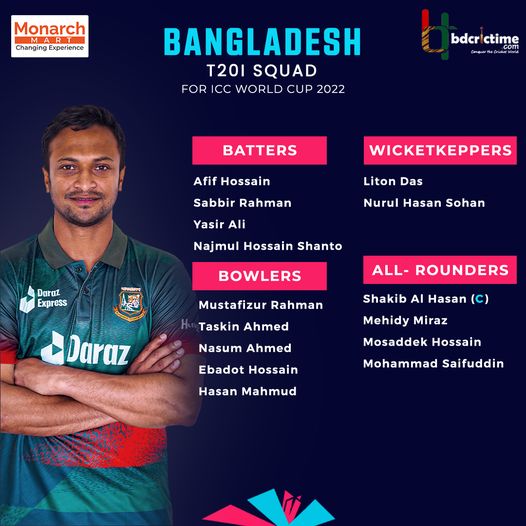 Monarch
MART
Changing Experience
BANGLADESH
T20I SQUAD
FOR ICC WORLD CUP 2022
bdcrictime
.com
Conquer the Cricket World
BATTERS
Afif Hossain
Sabbir Rahman
Yasir Ali
Najmul Hossain Shanto
WICKETKEPPERS
Liton Das
Nurul Hasan Sohan
BOWLERS
Mustafizur Rahman
Taskin Ahmed
Nasum Ahmed
Ebadot Hossain
Hasan Mahmud
ALL- ROUNDERS
Shakib Al Hasan (C)
Mehidy Miraz
Mosaddek Hossain
Mohammad Saifuddin
Daraz
Express
Daraz